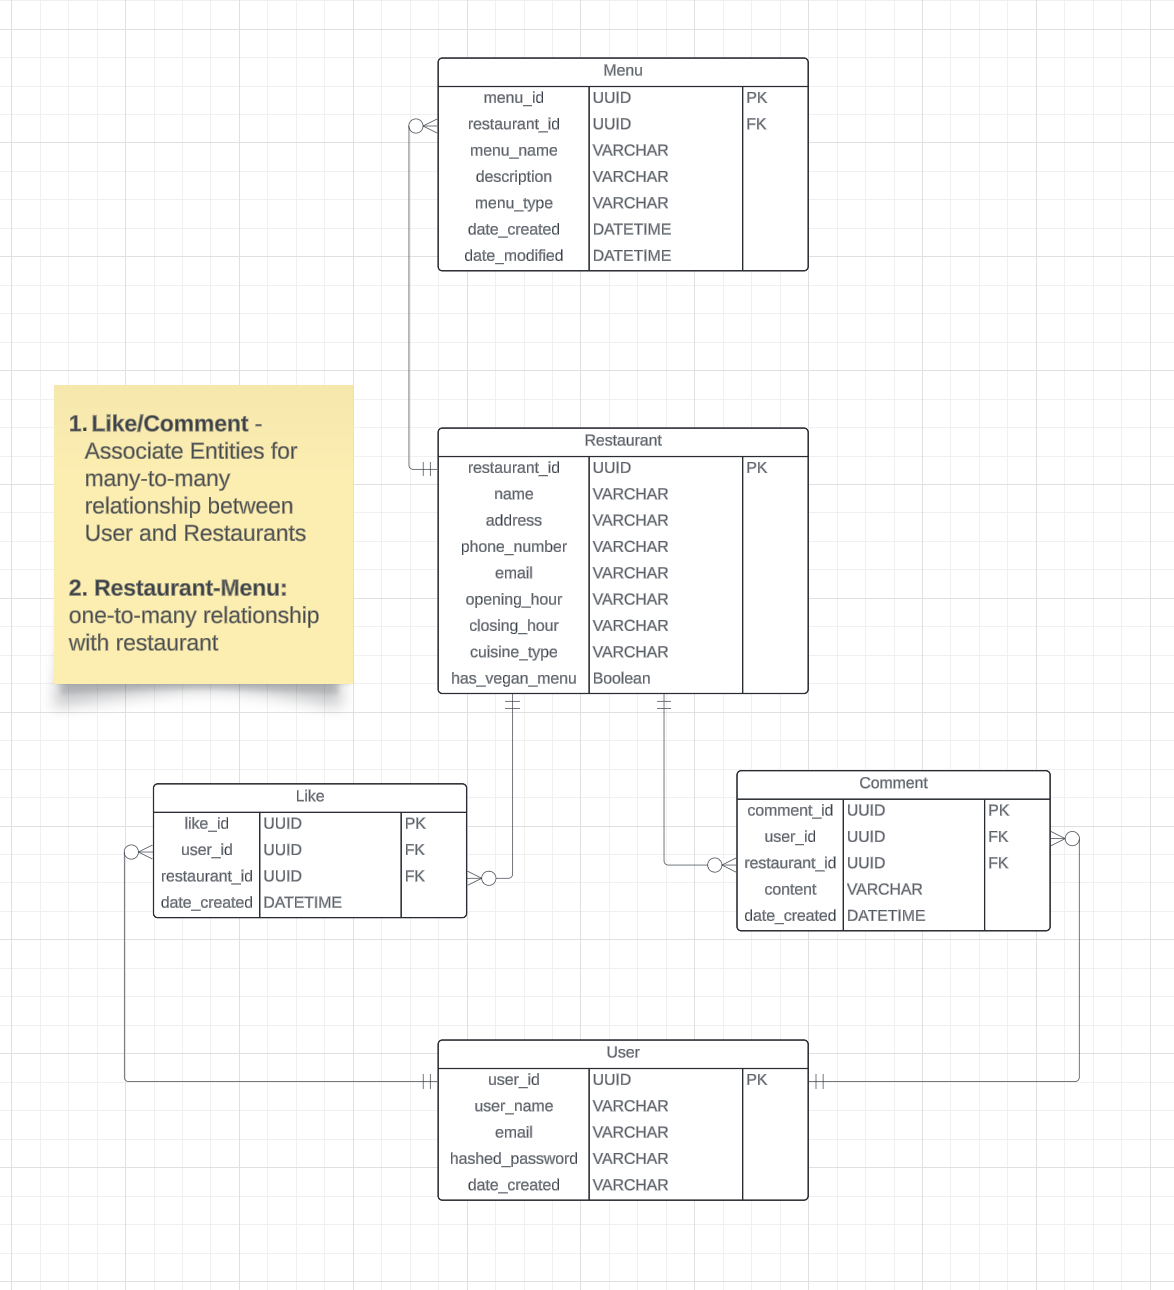 Menu
menu_id UUID PK
restaurant_id UUID FK
menu_name VARCHAR
description VARCHAR
menu_type VARCHAR
date_created DATETIME
date_modified DATETIME
1. Like/Comment -
Associate Entities for
many-to-many
relationship between
User and Restaurants
2. Restaurant-Menu:
one-to-many relationship
with restaurant
Restaurant
restaurant_id UUID PK
name VARCHAR
address VARCHAR
phone_number VARCHAR
email VARCHAR
opening_hour VARCHAR
closing_hour VARCHAR
cuisine_type VARCHAR
has_vegan_menu Boolean
Like
like_id UUID PK
user_id UUID FK
restaurant_id UUID FK
date_created DATETIME
Comment
comment_id UUID PK
user_id UUID FK
restaurant_id UUID FK
content VARCHAR
date_created DATETIME
User
user_id UUID PK
user_name VARCHAR
email VARCHAR
hashed_password VARCHAR
date_created VARCHAR